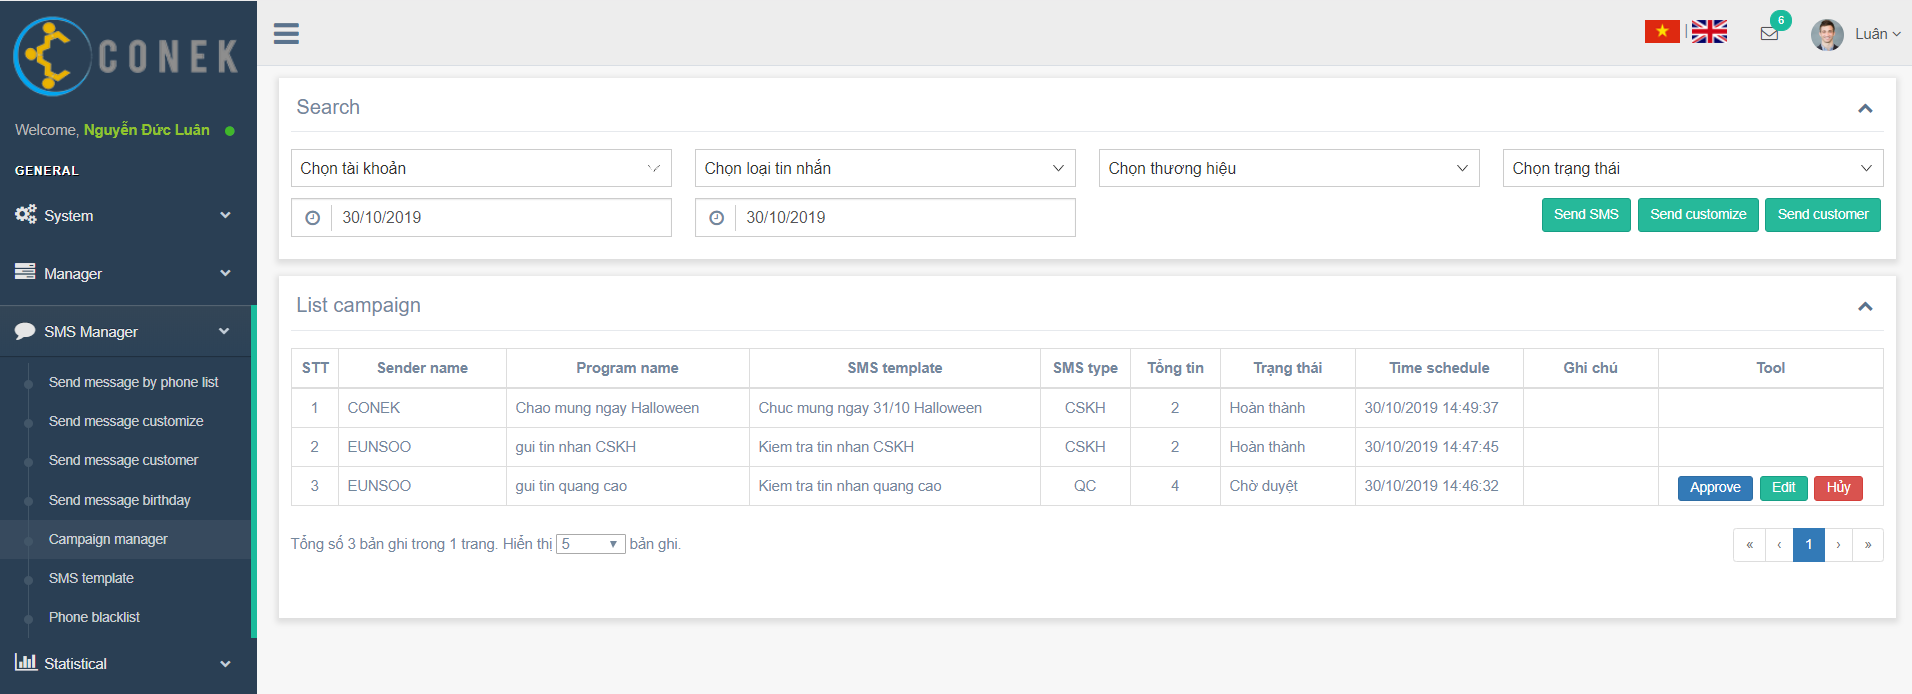 CONEK
Welcome, Nguyễn Đức Luân
GENERAL
System
Manager
SMS Manager
Send message by phone list
Send message customize
Send message customer
Send message birthday
Campaign manager
SMS template
Phone blacklist
Statistical
6
Luân
Search
Chọn tài khoản
Chọn loại tin nhắn
Chọn thương hiệu
Chọn trạng thái
30/10/2019
30/10/2019
Send SMS
Send customize
Send customer
List campaign
STT Sender name Program name SMS template SMS type Tổng tin Trạng thái Time schedule Ghi chú Tool
1 CONEK Chao mung ngay Halloween Chuc mung ngay 31/10 Halloween CSKH 2 Hoàn thành 30/10/2019 14:49:37
2 EUNSOO gui tin nhan CSKH Kiem tra tin nhan CSKH CSKH 2 Hoàn thành 30/10/2019 14:47:45
3 EUNSOO gui tin quang cao Kiem tra tin nhan quang cao QC 4 Chờ duyệt 30/10/2019 14:46:32 Approve Edit Hủy
Tổng số 3 bản ghi trong 1 trang. Hiển thị 5 bản ghi.
« ‹ 1 › »